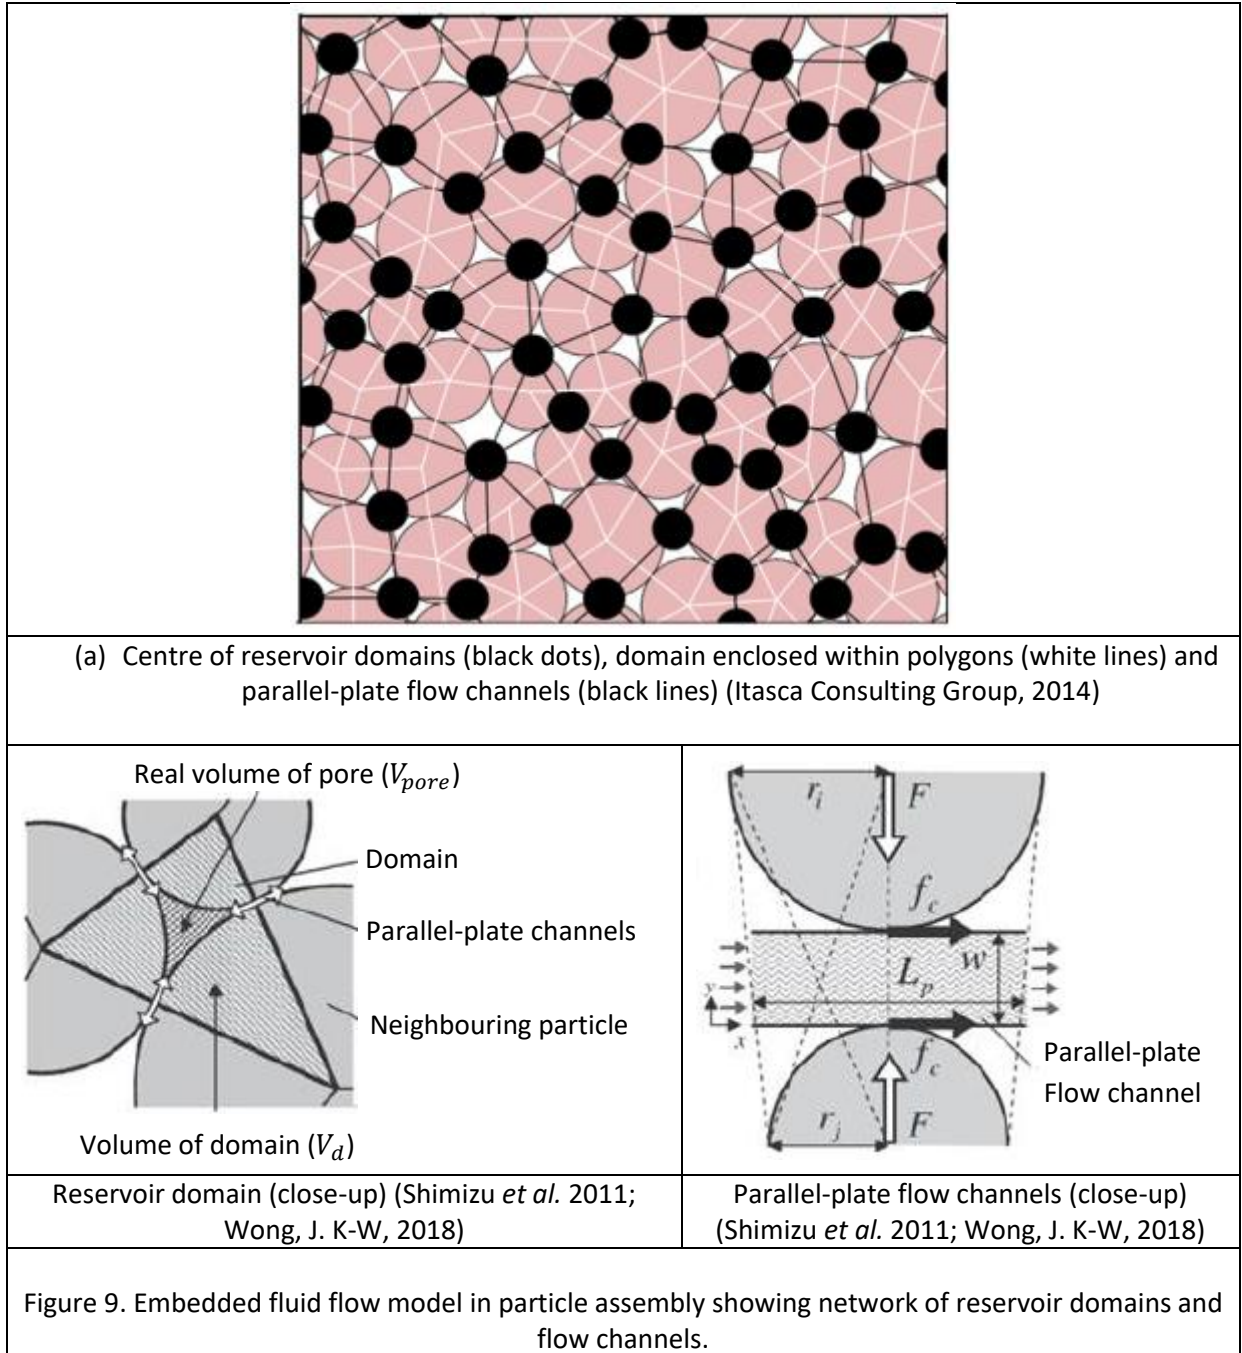 (a) Centre of reservoir domains (black dots), domain enclosed within polygons (white lines) and
parallel-plate flow channels (black lines) (Itasca Consulting Group, 2014)
Real volume of pore (𝑉𝑝𝑜𝑟𝑒)
Domain
Parallel-plate channels
Neighbouring particle
Volume of domain (𝑉𝑑)
r_i
F
f_c
w
L_p
y
x
f_c
r_j
F
Parallel-plate
Flow channel
Reservoir domain (close-up) (Shimizu et al. 2011;
Wong, J. K-W, 2018)
Parallel-plate flow channels (close-up)
(Shimizu et al. 2011; Wong, J. K-W, 2018)
Figure 9. Embedded fluid flow model in particle assembly showing network of reservoir domains and
flow channels.